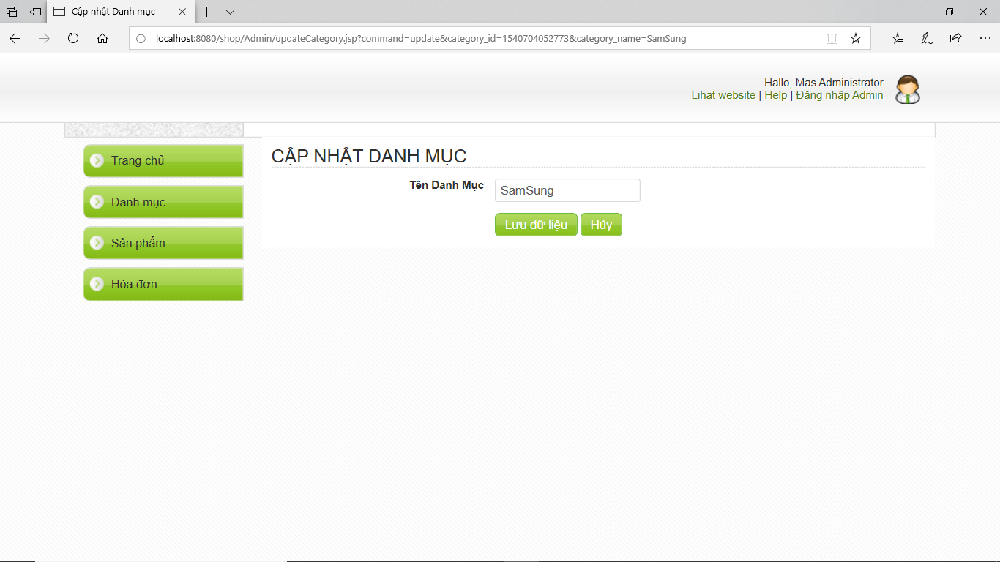 Cập nhật Danh mục
localhost:8080/shop/Admin/updateCategory.jsp?command=update&category_id=1540704052773&category_name=SamSung
Hallo, Mas Administrator
Lihat website | Help | Đăng nhập Admin
Trang chủ
Danh mục
Sản phẩm
Hóa đơn
CẬP NHẬT DANH MỤC
Tên Danh Mục
SamSung
Lưu dữ liệu Hủy